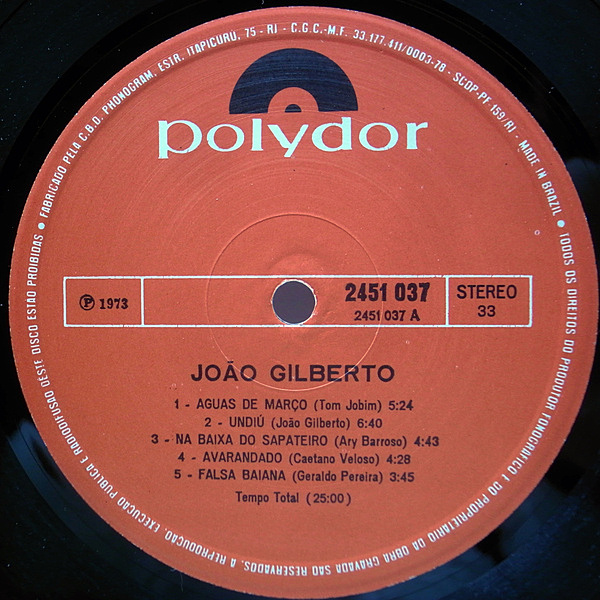 FABRICADO PELA C.B.D. PHONOGRAM, ESTR. ITAPICURU, 75 - RJ - C.G.C.-M.F. 33.177.411/0003-76 - SCDP-PF 159/RJ - MADE IN BRAZIL • TODOS OS DIREITOS DO PRODUTOR FONOGRÁFICO E DO PROPRIETÁRIO DA OBRA GRAVADA SÃO RESERVADOS. A REPRODUÇÃO, EXECUÇÃO PÚBLICA E RADIODIFUSÃO DESTE DISCO ESTÃO PROIBIDAS •
polydor
℗ 1973
2451 037
2451 037 A
STEREO
33
JOÃO GILBERTO
1 - AGUAS DE MARÇO (Tom Jobim) 5:24
2 - UNDIÚ (João Gilberto) 6:40
3 - NA BAIXA DO SAPATEIRO (Ary Barroso) 4:43
4 - AVARANDADO (Caetano Veloso) 4:28
5 - FALSA BAIANA (Geraldo Pereira) 3:45
Tempo Total (25:00)